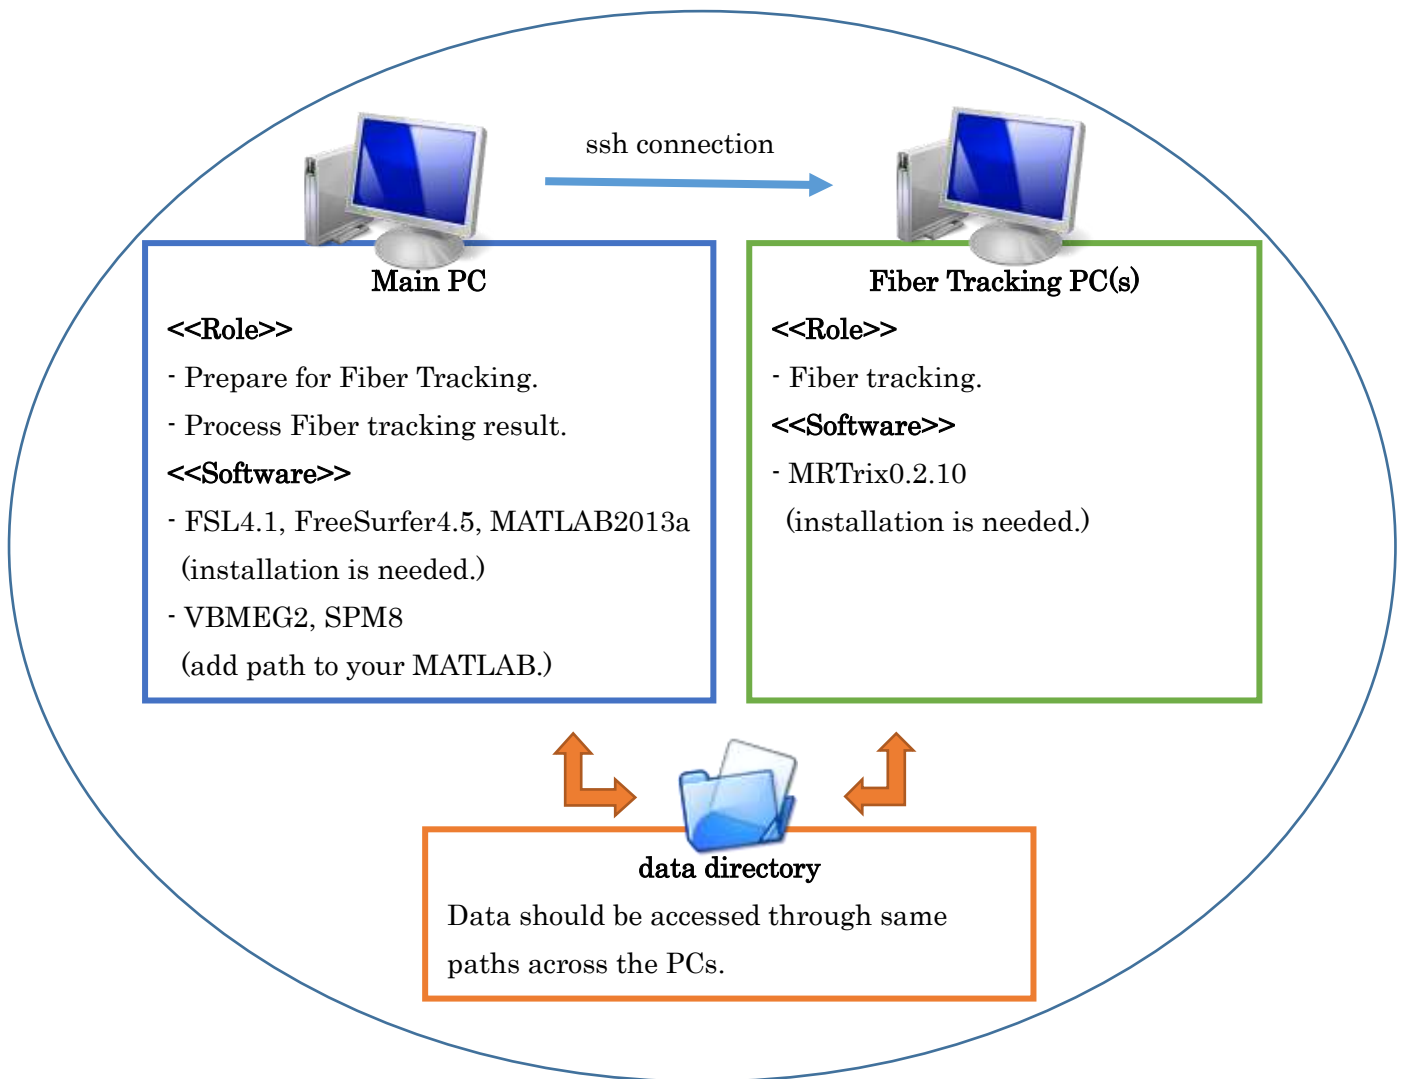 ssh connection
Main PC
<<Role>>
- Prepare for Fiber Tracking.
- Process Fiber tracking result.
<<Software>>
- FSL4.1, FreeSurfer4.5, MATLAB2013a
(installation is needed.)
- VBMEG2, SPM8
(add path to your MATLAB.)
Fiber Tracking PC(s)
<<Role>>
- Fiber tracking.
<<Software>>
- MRTrix0.2.10
(installation is needed.)
data directory
Data should be accessed through same
paths across the PCs.